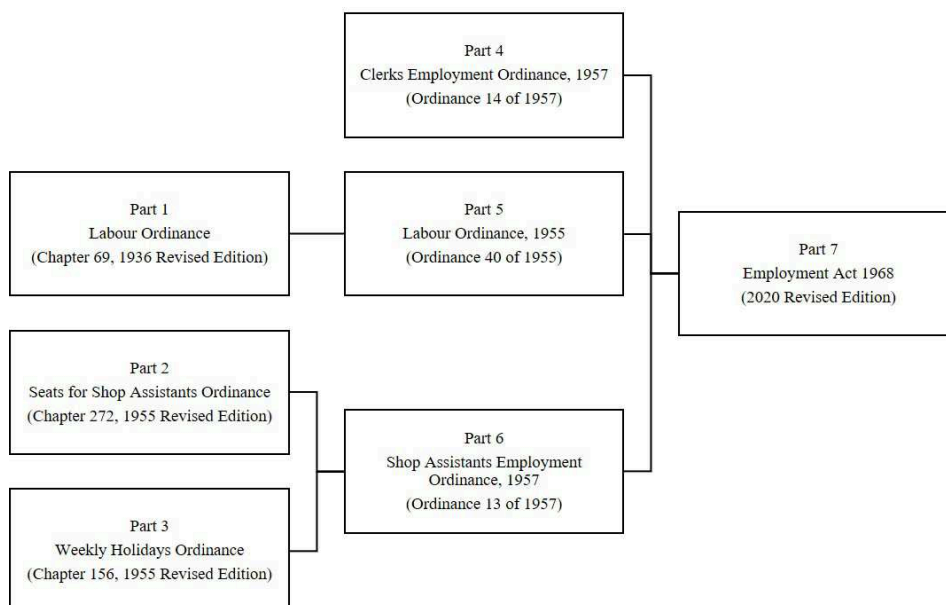 Part 4
Clerks Employment Ordinance, 1957
(Ordinance 14 of 1957)
Part 1
Labour Ordinance
(Chapter 69, 1936 Revised Edition)
Part 5
Labour Ordinance, 1955
(Ordinance 40 of 1955)
Part 7
Employment Act 1968
(2020 Revised Edition)
Part 2
Seats for Shop Assistants Ordinance
(Chapter 272, 1955 Revised Edition)
Part 6
Shop Assistants Employment
Ordinance, 1957
(Ordinance 13 of 1957)
Part 3
Weekly Holidays Ordinance
(Chapter 156, 1955 Revised Edition)